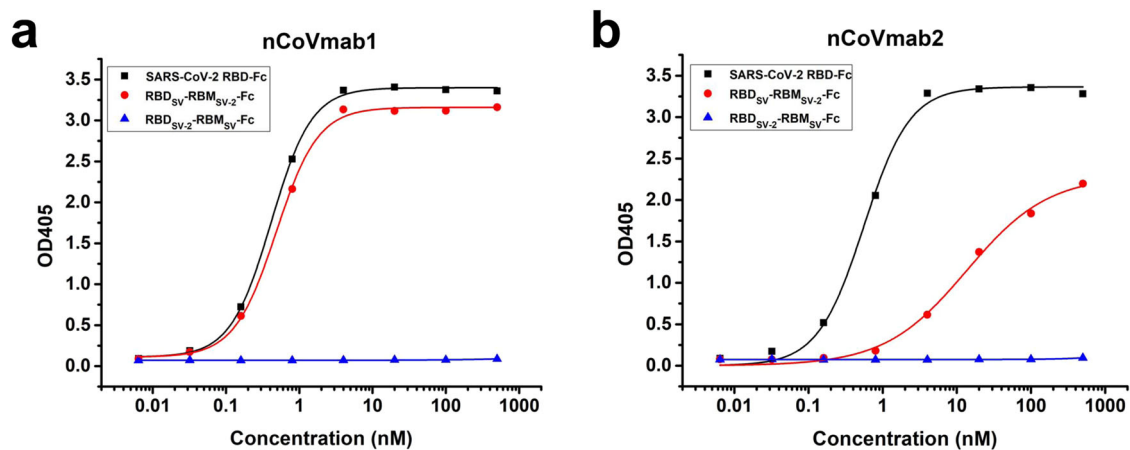 a
nCoVmab1
SARS-CoV-2 RBD-Fc
RBDSV-RBMSV-2-Fc
RBDSV-2-RBMSV-Fc
OD405
3.5
3.0
2.5
2.0
1.5
1.0
0.5
0.0
0.01 0.1 1 10 100 1000
Concentration (nM)
b
nCoVmab2
SARS-CoV-2 RBD-Fc
RBDSV-RBMSV-2-Fc
RBDSV-2-RBMSV-Fc
OD405
3.5
3.0
2.5
2.0
1.5
1.0
0.5
0.0
0.01 0.1 1 10 100 1000
Concentration (nM)